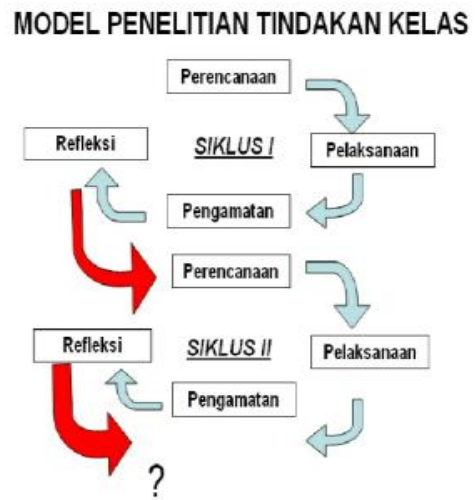 MODEL PENELITIAN TINDAKAN KELAS
Perencanaan
Refleksi
SIKLUS I
Pelaksanaan
Pengamatan
Perencanaan
Refleksi
SIKLUS II
Pelaksanaan
Pengamatan
?